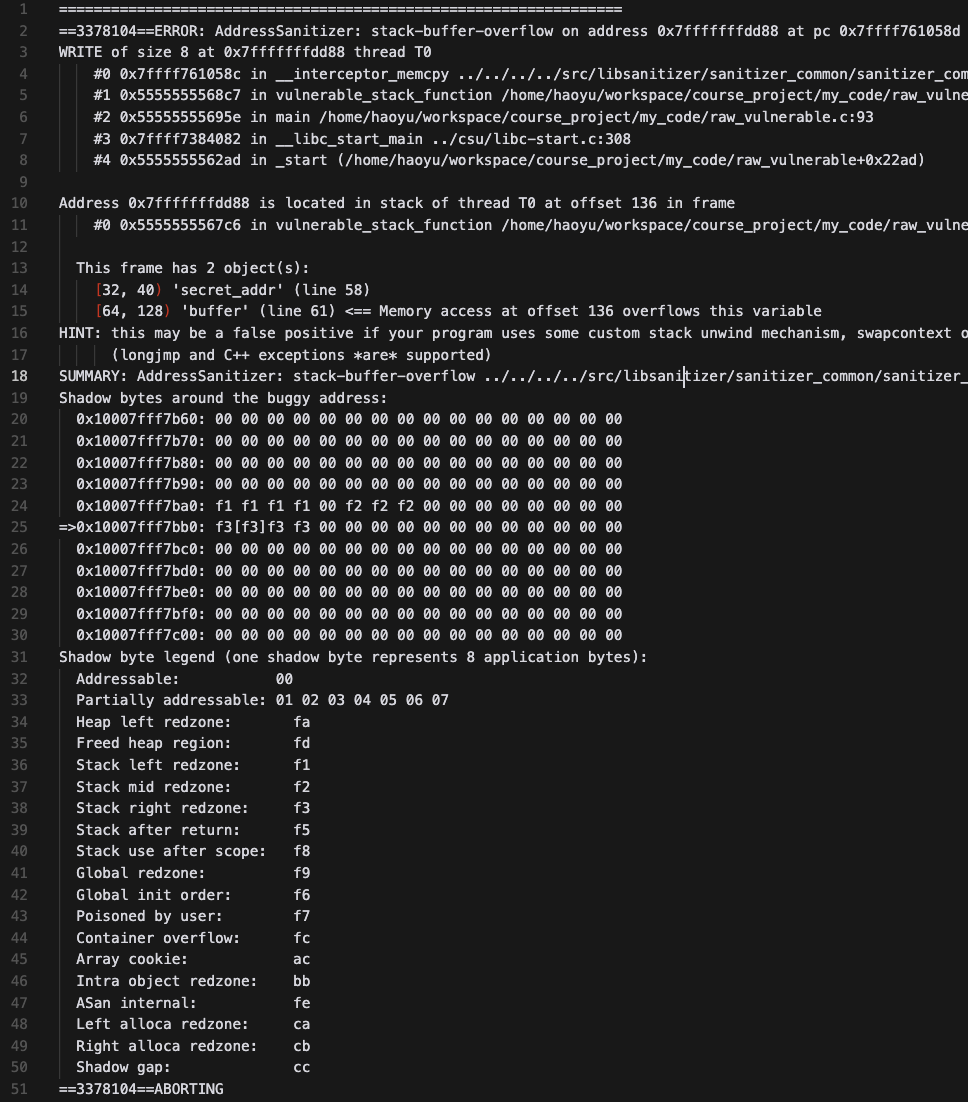 1 =================================================================
2 ==3378104==ERROR: AddressSanitizer: stack-buffer-overflow on address 0x7fffffffdd88 at pc 0x7ffff761058d
3 WRITE of size 8 at 0x7fffffffdd88 thread T0
4 #0 0x7ffff761058c in __interceptor_memcpy ../../../../src/libsanitizer/sanitizer_common/sanitizer_com
5 #1 0x5555555568c7 in vulnerable_stack_function /home/haoyu/workspace/course_project/my_code/raw_vulne
6 #2 0x55555555695e in main /home/haoyu/workspace/course_project/my_code/raw_vulnerable.c:93
7 #3 0x7ffff7384082 in __libc_start_main ../csu/libc-start.c:308
8 #4 0x5555555562ad in _start (/home/haoyu/workspace/course_project/my_code/raw_vulnerable+0x22ad)
9
10 Address 0x7fffffffdd88 is located in stack of thread T0 at offset 136 in frame
11 #0 0x5555555567c6 in vulnerable_stack_function /home/haoyu/workspace/course_project/my_code/raw_vulne
12
13 This frame has 2 object(s):
14 [32, 40) 'secret_addr' (line 58)
15 [64, 128) 'buffer' (line 61) <== Memory access at offset 136 overflows this variable
16 HINT: this may be a false positive if your program uses some custom stack unwind mechanism, swapcontext o
17 (longjmp and C++ exceptions *are* supported)
18 SUMMARY: AddressSanitizer: stack-buffer-overflow ../../../../src/libsanitizer/sanitizer_common/sanitizer_
19 Shadow bytes around the buggy address:
20 0x10007fff7b60: 00 00 00 00 00 00 00 00 00 00 00 00 00 00 00 00
21 0x10007fff7b70: 00 00 00 00 00 00 00 00 00 00 00 00 00 00 00 00
22 0x10007fff7b80: 00 00 00 00 00 00 00 00 00 00 00 00 00 00 00 00
23 0x10007fff7b90: 00 00 00 00 00 00 00 00 00 00 00 00 00 00 00 00
24 0x10007fff7ba0: f1 f1 f1 f1 00 f2 f2 f2 00 00 00 00 00 00 00 00
25 =>0x10007fff7bb0: f3[f3]f3 f3 00 00 00 00 00 00 00 00 00 00 00 00
26 0x10007fff7bc0: 00 00 00 00 00 00 00 00 00 00 00 00 00 00 00 00
27 0x10007fff7bd0: 00 00 00 00 00 00 00 00 00 00 00 00 00 00 00 00
28 0x10007fff7be0: 00 00 00 00 00 00 00 00 00 00 00 00 00 00 00 00
29 0x10007fff7bf0: 00 00 00 00 00 00 00 00 00 00 00 00 00 00 00 00
30 0x10007fff7c00: 00 00 00 00 00 00 00 00 00 00 00 00 00 00 00 00
31 Shadow byte legend (one shadow byte represents 8 application bytes):
32 Addressable: 00
33 Partially addressable: 01 02 03 04 05 06 07
34 Heap left redzone: fa
35 Freed heap region: fd
36 Stack left redzone: f1
37 Stack mid redzone: f2
38 Stack right redzone: f3
39 Stack after return: f5
40 Stack use after scope: f8
41 Global redzone: f9
42 Global init order: f6
43 Poisoned by user: f7
44 Container overflow: fc
45 Array cookie: ac
46 Intra object redzone: bb
47 ASan internal: fe
48 Left alloca redzone: ca
49 Right alloca redzone: cb
50 Shadow gap: cc
51 ==3378104==ABORTING